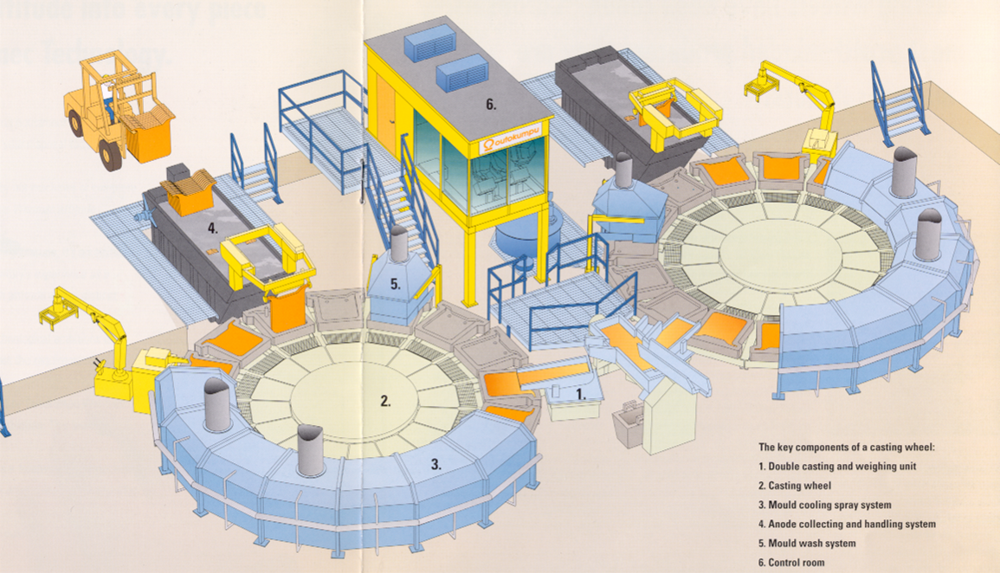 6.
outokumpu
4.
5.
2.
1.
3.
The key components of a casting wheel:
1. Double casting and weighing unit
2. Casting wheel
3. Mould cooling spray system
4. Anode collecting and handling system
5. Mould wash system
6. Control room